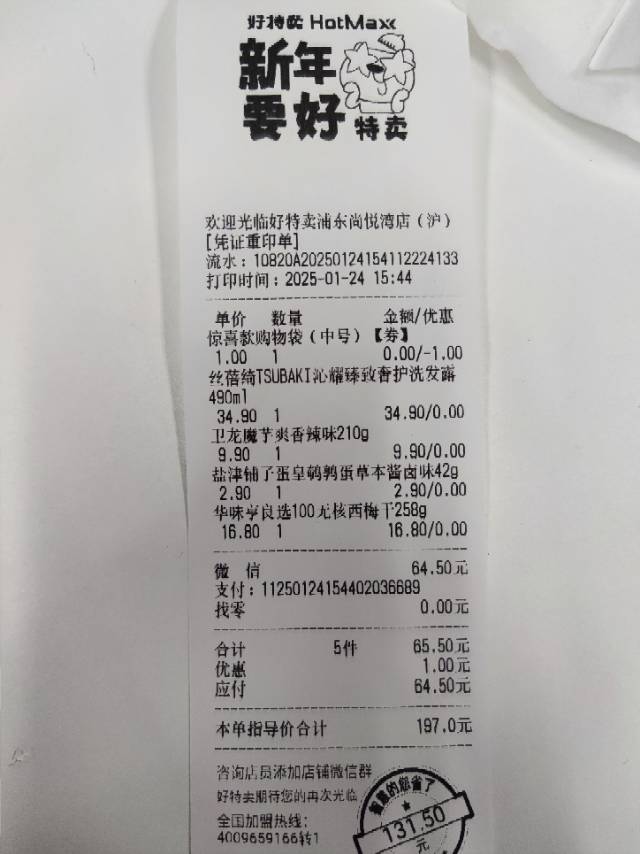 好特卖 HotMaxx
新年
要好特卖
欢迎光临好特卖浦东尚悦湾店（沪）
[凭证重印单]
流水：10820A20250124154112224133
打印时间：2025-01-24 15:44
单价 数量 金额/优惠
惊喜款购物袋（中号）【券】
1.00 1 0.00/-1.00
丝蓓绮TSUBAKI沁耀臻致奢护洗发露
490ml
34.90 1 34.90/0.00
卫龙魔芋爽香辣味210g
9.90 1 9.90/0.00
盐津铺子蛋皇鹌鹑蛋草本酱卤味42g
2.90 1 2.90/0.00
华味亨良选100无核西梅干258g
16.80 1 16.80/0.00
微 信 64.50元
支付：11250124154402036689
找零 0.00元
合计 5件 65.50元
优惠 1.00元
应付 64.50元
本单指导价合计 197.0元
咨询店员添加店铺微信群
好特卖期待您的再次光临
全国加盟热线：
4009659166转1
的您省了
131.50
元